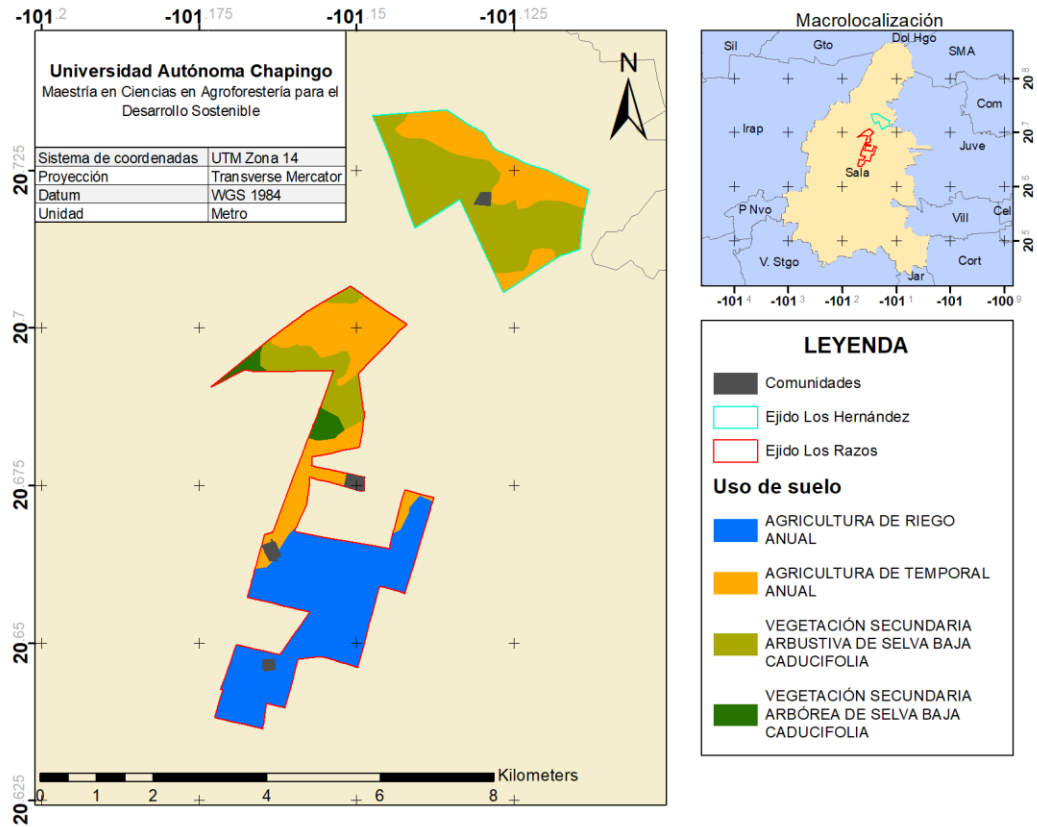 -101.2 -101.175 -101.15 -101.125
Universidad Autónoma Chapingo
Maestría en Ciencias en Agroforestería para el
Desarrollo Sostenible
Sistema de coordenadas UTM Zona 14
Proyección Transverse Mercator
Datum WGS 1984
Unidad Metro
N
20.725
20.7
20.675
20.65
20.625
Kilometers
0 1 2 4 6 8
Macrolocalización
Sil Gto Dol Hgo SMA
Com
Irap Juve
Sala
P Nvo Vill Cel
V. Stgo Cort
Jar
20.8
20.7
20.6
20.5
-101.4 -101.3 -101.2 -101.1 -101 -100.9
LEYENDA
Comunidades
Ejido Los Hernández
Ejido Los Razos
Uso de suelo
AGRICULTURA DE RIEGO
ANUAL
AGRICULTURA DE TEMPORAL
ANUAL
VEGETACIÓN SECUNDARIA
ARBUSTIVA DE SELVA BAJA
CADUCIFOLIA
VEGETACIÓN SECUNDARIA
ARBÓREA DE SELVA BAJA
CADUCIFOLIA